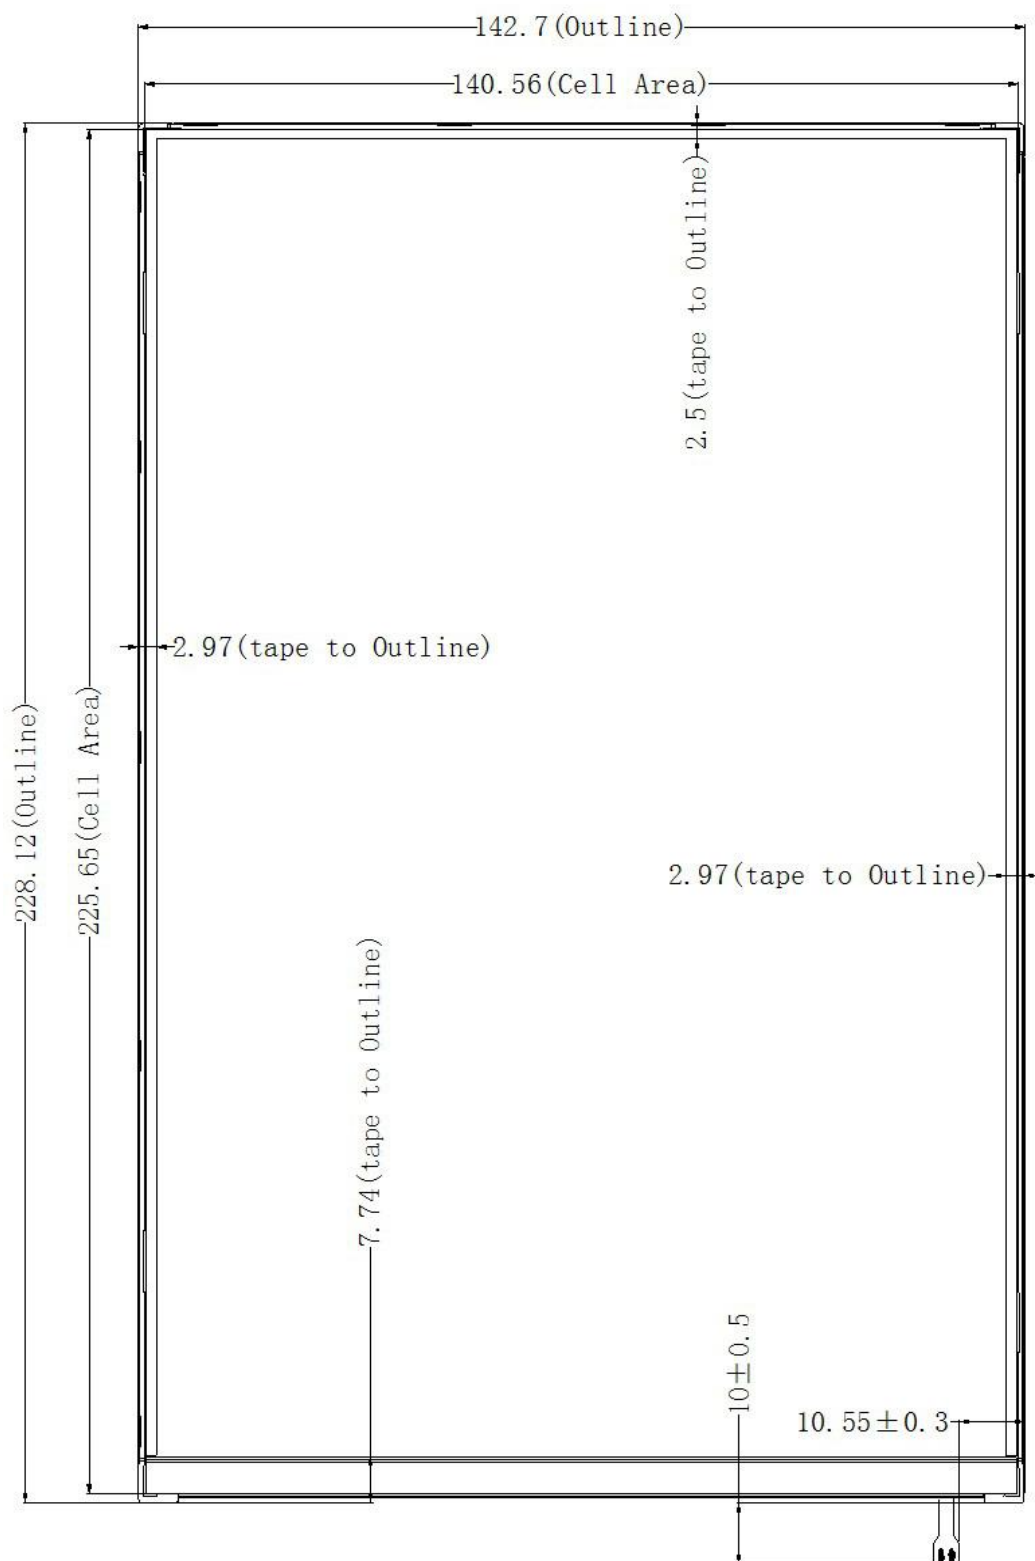 142.7(Outline)
140.56(Cell Area)
2.5(tape to Outline)
2.97(tape to Outline)
228.12(Outline)
225.65(Cell Area)
2.97(tape to Outline)
7.74(tape to Outline)
10±0.5
10.55±0.3